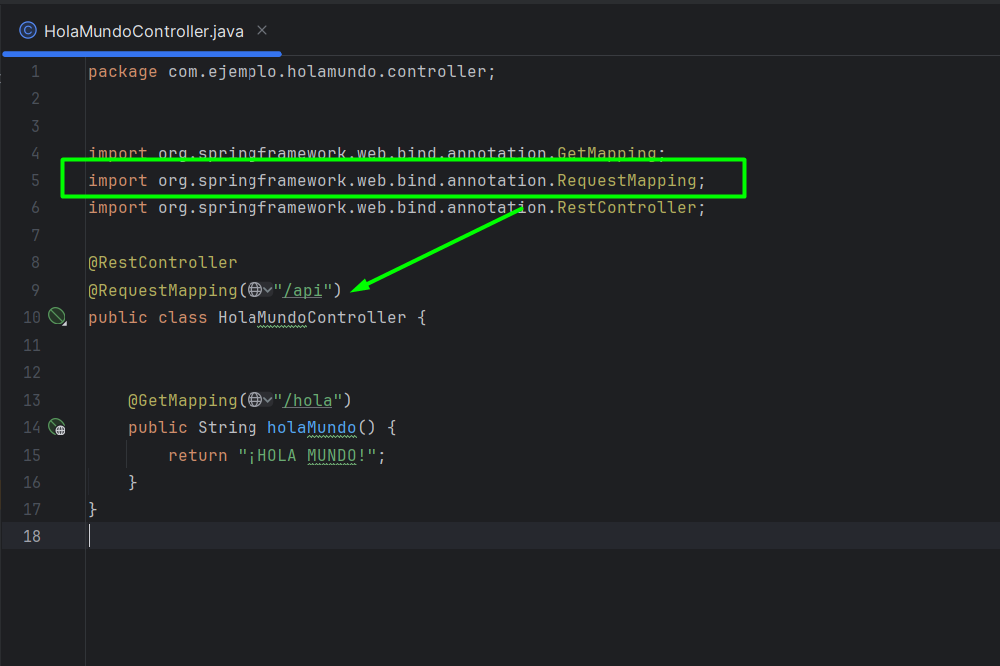 HolaMundoController.java
1 package com.ejemplo.holamundo.controller;
2
3
4 import org.springframework.web.bind.annotation.GetMapping;
5 import org.springframework.web.bind.annotation.RequestMapping;
6 import org.springframework.web.bind.annotation.RestController;
7
8 @RestController
9 @RequestMapping("/api")
10 public class HolaMundoController {
11
12
13 @GetMapping("/hola")
14 public String holaMundo() {
15 return "¡HOLA MUNDO!";
16 }
17 }
18